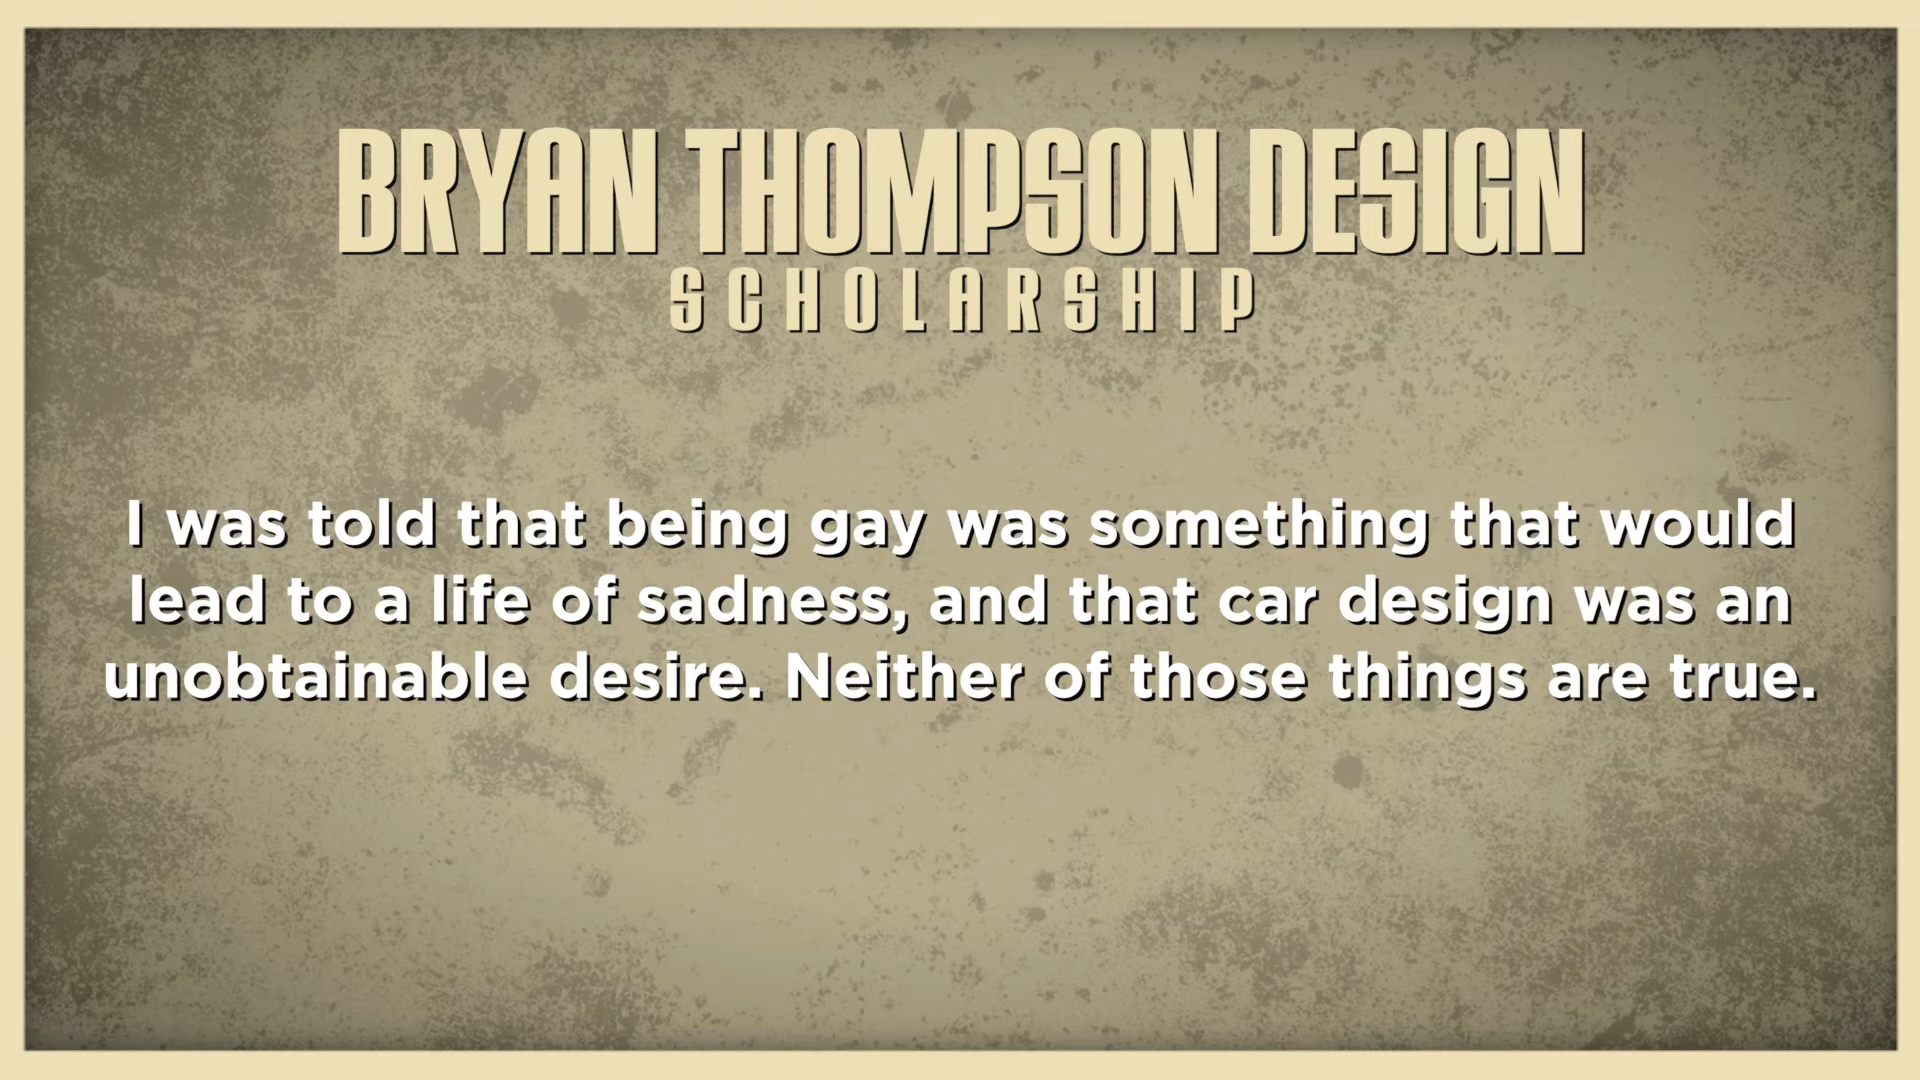 BRYAN THOMPSON DESIGN
SCHOLARSHIP
I was told that being gay was something that would
lead to a life of sadness, and that car design was an
unobtainable desire. Neither of those things are true.